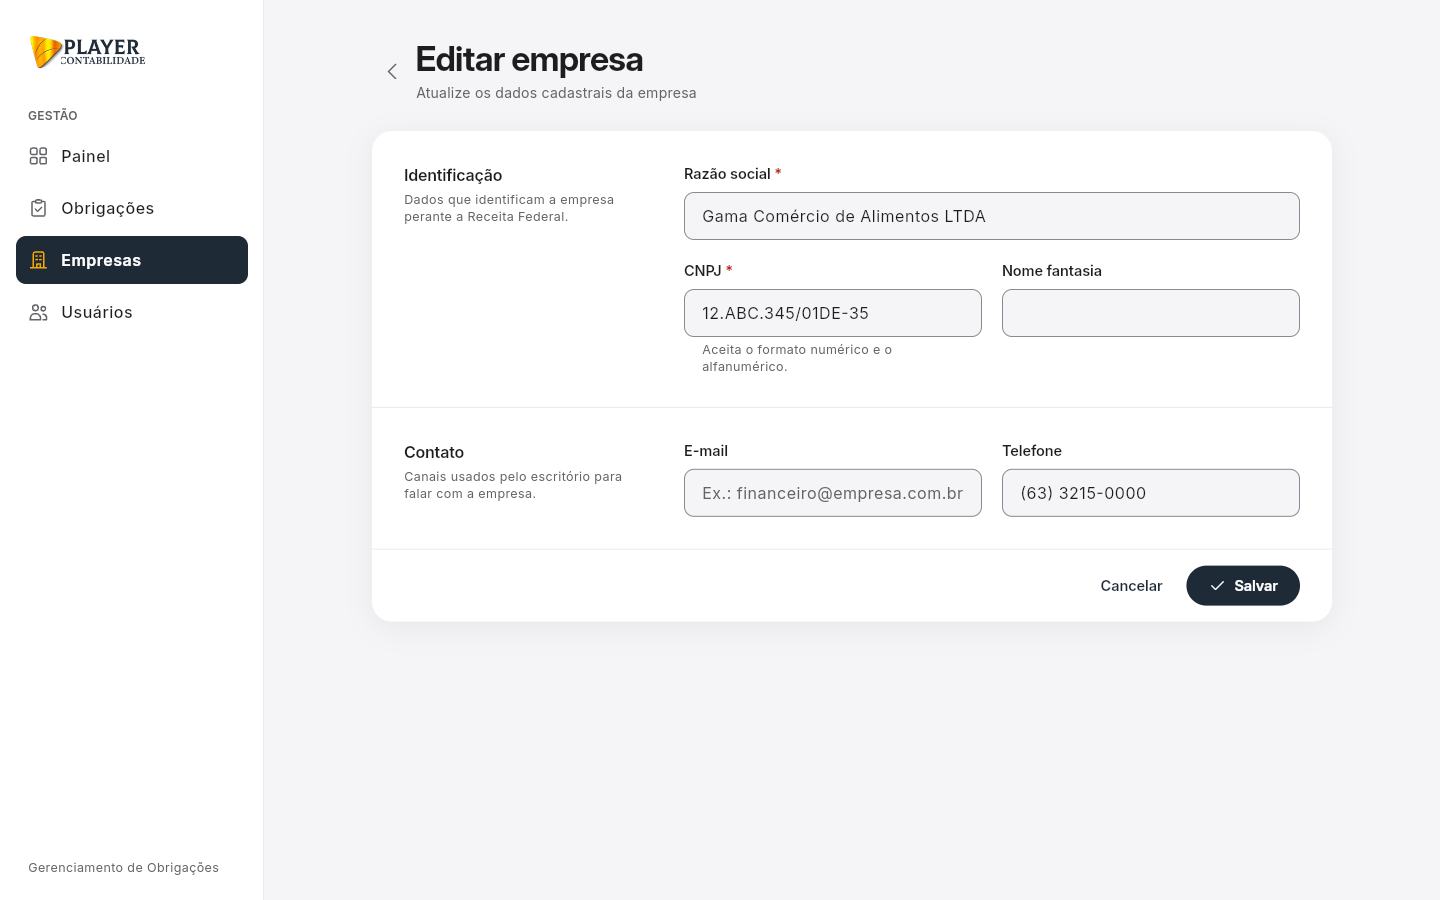 PLAYER
CONTABILIDADE
GESTÃO
Painel
Obrigações
Empresas
Usuários
Gerenciamento de Obrigações
Editar empresa
Atualize os dados cadastrais da empresa
Identificação
Dados que identificam a empresa
perante a Receita Federal.
Razão social *
Gama Comércio de Alimentos LTDA
CNPJ *
12.ABC.345/01DE-35
Aceita o formato numérico e o
alfanumérico.
Nome fantasia
Contato
Canais usados pelo escritório para
falar com a empresa.
E-mail
Ex.: financeiro@empresa.com.br
Telefone
(63) 3215-0000
Cancelar
Salvar